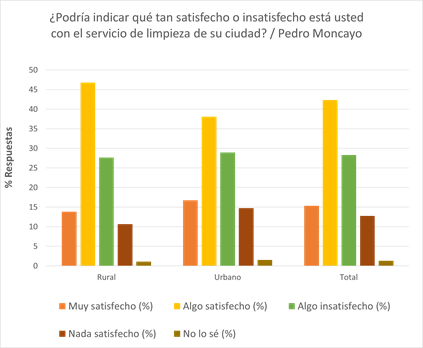 ¿Podría indicar qué tan satisfecho o insatisfecho está usted
con el servicio de limpieza de su ciudad? / Pedro Moncayo
% Respuestas
50
45
40
35
30
25
20
15
10
5
0
Rural
Urbano
Total
Muy satisfecho (%)
Algo satisfecho (%)
Algo insatisfecho (%)
Nada satisfecho (%)
No lo sé (%)